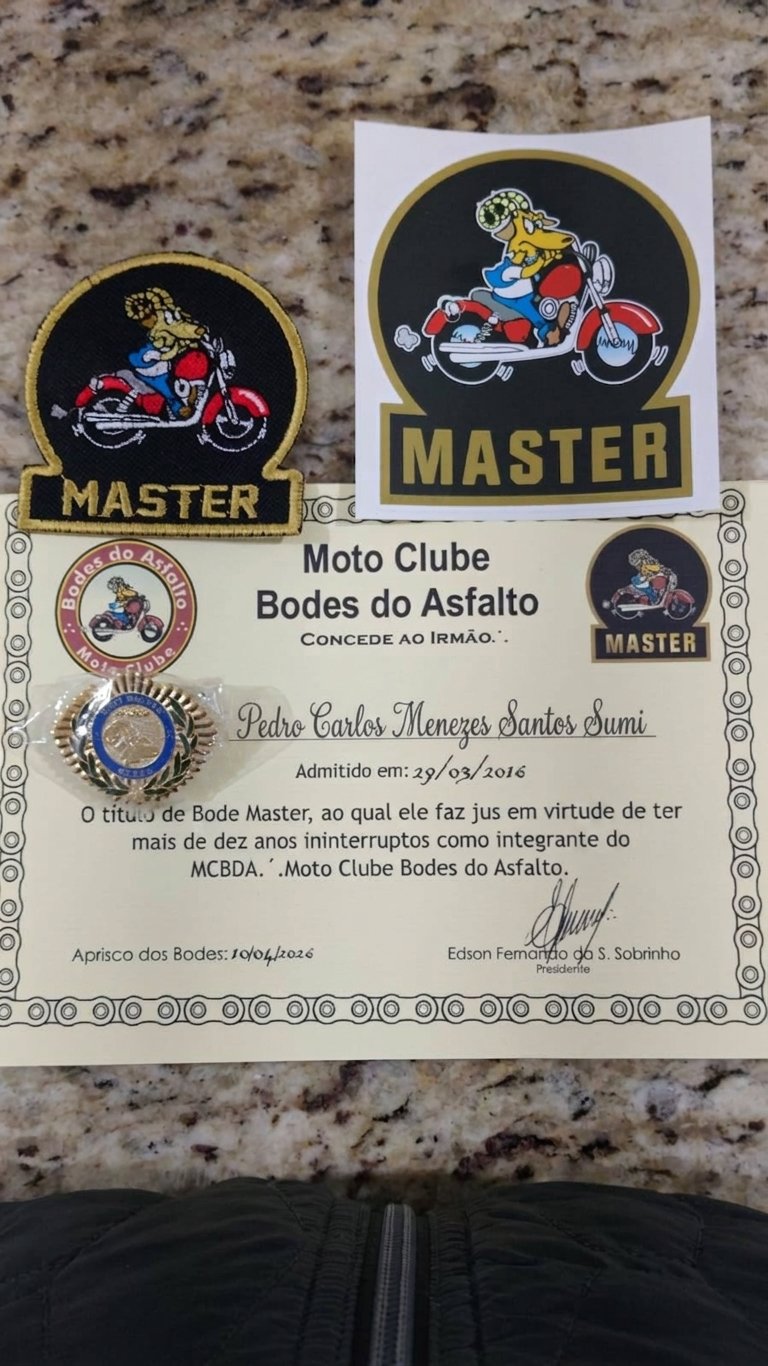 MASTER
MASTER
Bodes do Asfalto
Moto Clube
Moto Clube
Bodes do Asfalto
CONCEDE AO IRMÃO.´.
MASTER
Pedro Carlos Menezes Santos Sumi
Admitido em: 29/03/2016
O título de Bode Master, ao qual ele faz jus em virtude de ter
mais de dez anos ininterruptos como integrante do
MCBDA.´.Moto Clube Bodes do Asfalto.
Aprisco dos Bodes: 10/04/2026
Edson Fernando da S. Sobrinho
Presidente